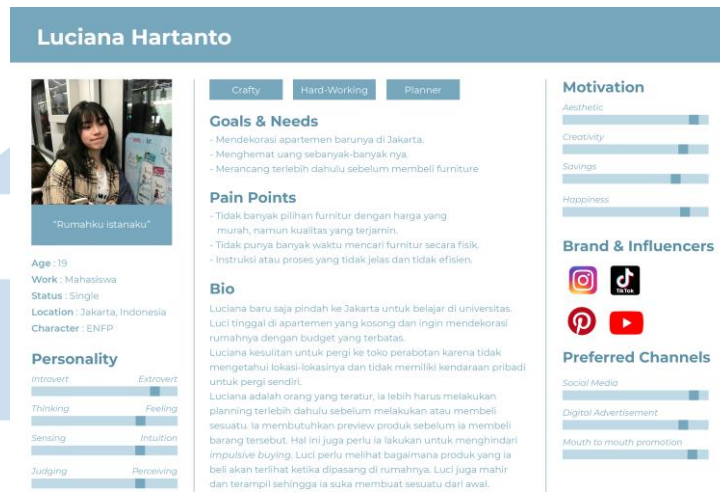 Luciana Hartanto
"Rumahku istanaku"
Age : 19
Work : Mahasiswa
Status : Single
Location : Jakarta, Indonesia
Character : ENFP
Personality
Introvert Extrovert
Thinking Feeling
Sensing Intuition
Judging Perceiving
Crafty Hard-Working Planner
Goals & Needs
- Mendekorasi apartemen barunya di Jakarta.
- Menghemat uang sebanyak-banyak nya.
- Merancang terlebih dahulu sebelum membeli furniture
Pain Points
- Tidak banyak pilihan furnitur dengan harga yang
murah, namun kualitas yang terjamin.
- Tidak punya banyak waktu mencari furnitur secara fisik.
- Instruksi atau proses yang tidak jelas dan tidak efisien.
Bio
Luciana baru saja pindah ke Jakarta untuk belajar di universitas.
Luci tinggal di apartemen yang kosong dan ingin mendekorasi
rumahnya dengan budget yang terbatas.
Luciana kesulitan untuk pergi ke toko perabotan karena tidak
mengetahui lokasi-lokasinya dan tidak memiliki kendaraan pribadi
untuk pergi sendiri.
Luciana adalah orang yang teratur, ia lebih harus melakukan
planning terlebih dahulu sebelum melakukan atau membeli
sesuatu. Ia membutuhkan preview produk sebelum ia membeli
barang tersebut. Hal ini juga perlu ia lakukan untuk menghindari
impulsive buying. Luci perlu melihat bagaimana produk yang ia
beli akan terlihat ketika dipasang di rumahnya. Luci juga mahir
dan terampil sehingga ia suka membuat sesuatu dari awal.
Motivation
Aesthetic
Creativity
Savings
Happiness
Brand & Influencers
TikTok
Preferred Channels
Social Media
Digital Advertisement
Mouth to mouth promotion